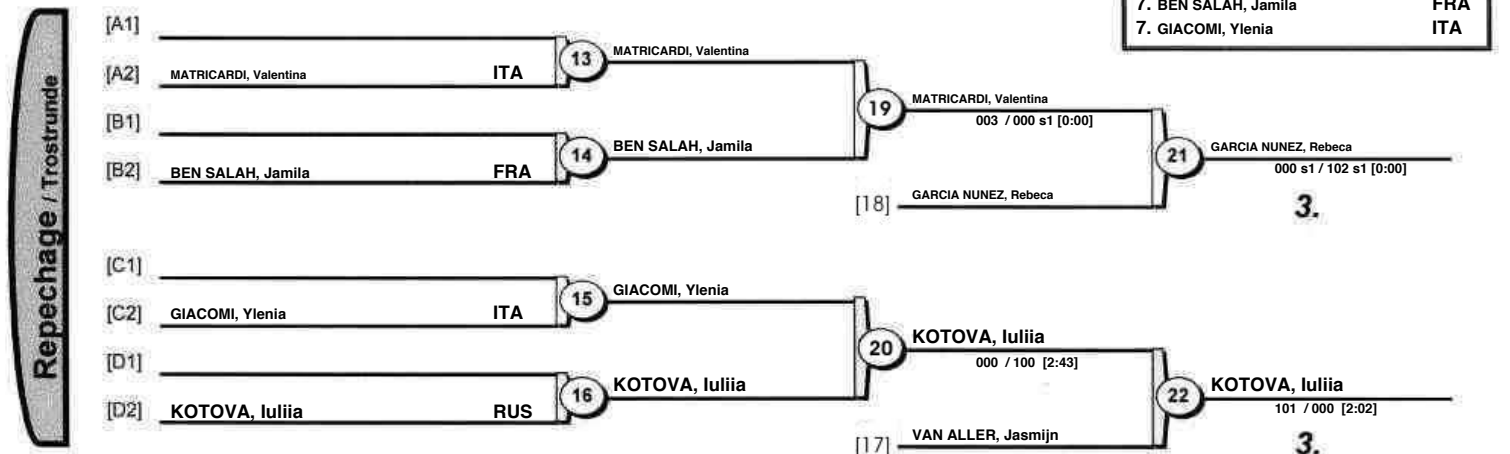 7. BEN SALAH, Jamila FRA
7. GIACOMI, Ylenia ITA
Repechage / Trostrunde
[A1]
[A2] MATRICARDI, Valentina ITA
13 MATRICARDI, Valentina
[B1]
[B2] BEN SALAH, Jamila FRA
14 BEN SALAH, Jamila
19 MATRICARDI, Valentina
003 / 000 s1 [0:00]
[18] GARCIA NUNEZ, Rebeca
21 GARCIA NUNEZ, Rebeca
000 s1 / 102 s1 [0:00]
3.
[C1]
[C2] GIACOMI, Ylenia ITA
15 GIACOMI, Ylenia
[D1]
[D2] KOTOVA, Iuliia RUS
16 KOTOVA, Iuliia
20 KOTOVA, Iuliia
000 / 100 [2:43]
[17] VAN ALLER, Jasmijn
22 KOTOVA, Iuliia
101 / 000 [2:02]
3.